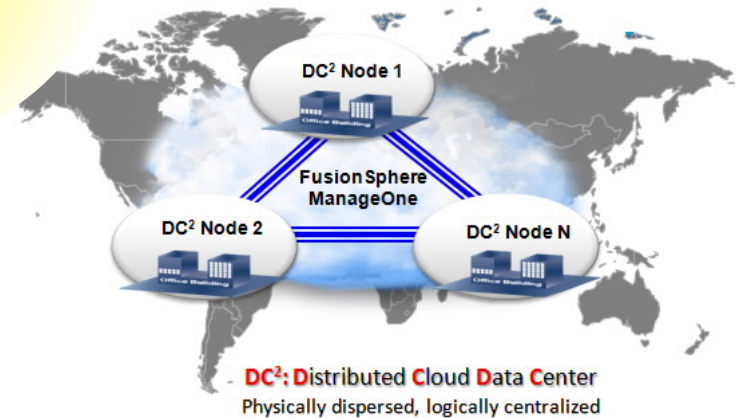 DC² Node 1
Office Building
FusionSphere
ManageOne
DC² Node 2
Office Building
DC² Node N
Office Building
DC²: Distributed Cloud Data Center
Physically dispersed, logically centralized